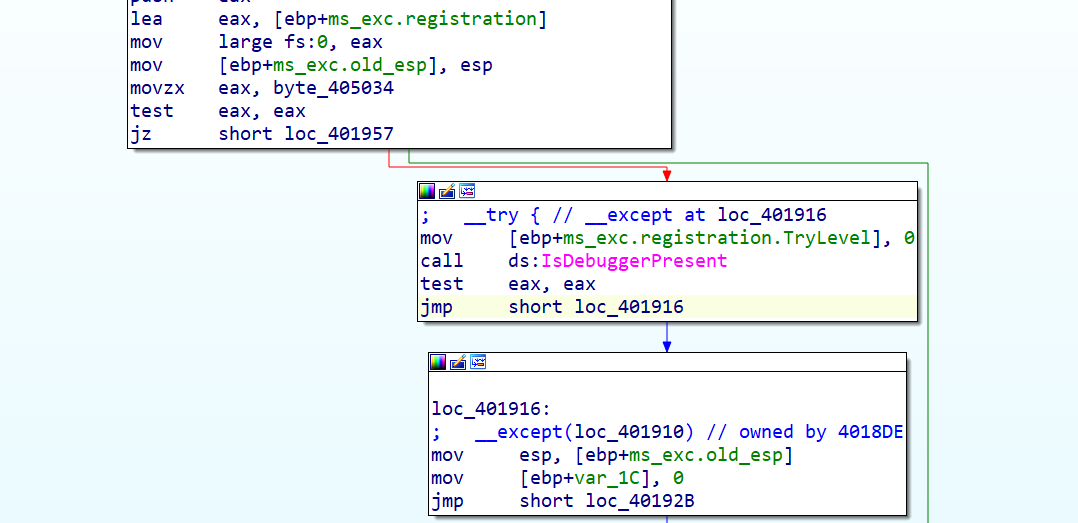 lea eax, [ebp+ms_exc.registration]
mov large fs:0, eax
mov [ebp+ms_exc.old_esp], esp
movzx eax, byte_405034
test eax, eax
jz short loc_401957
; __try { // __except at loc_401916
mov [ebp+ms_exc.registration.TryLevel], 0
call ds:IsDebuggerPresent
test eax, eax
jmp short loc_401916
loc_401916:
; __except(loc_401910) // owned by 4018DE
mov esp, [ebp+ms_exc.old_esp]
mov [ebp+var_1C], 0
jmp short loc_40192B